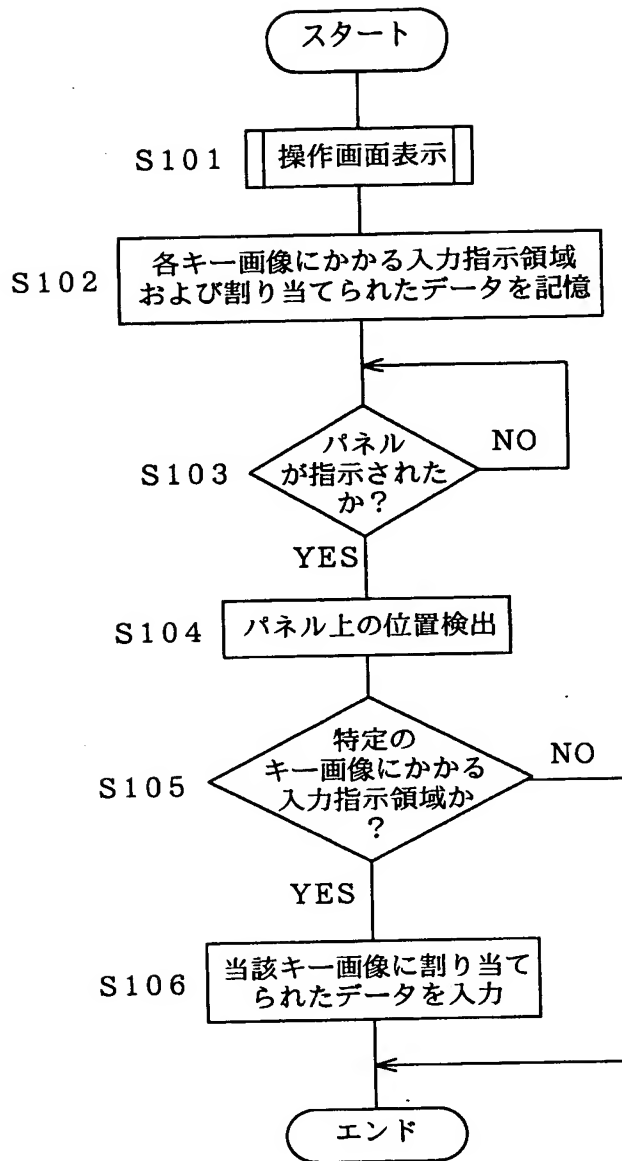 スタート
S101
操作画面表示
S102
各キー画像にかかる入力指示領域
および割り当てられたデータを記憶
S103
パネル
が指示された
か?
NO
YES
S104
パネル上の位置検出
S105
特定の
キー画像にかかる
入力指示領域か
?
NO
YES
S106
当該キー画像に割り当て
られたデータを入力
エンド